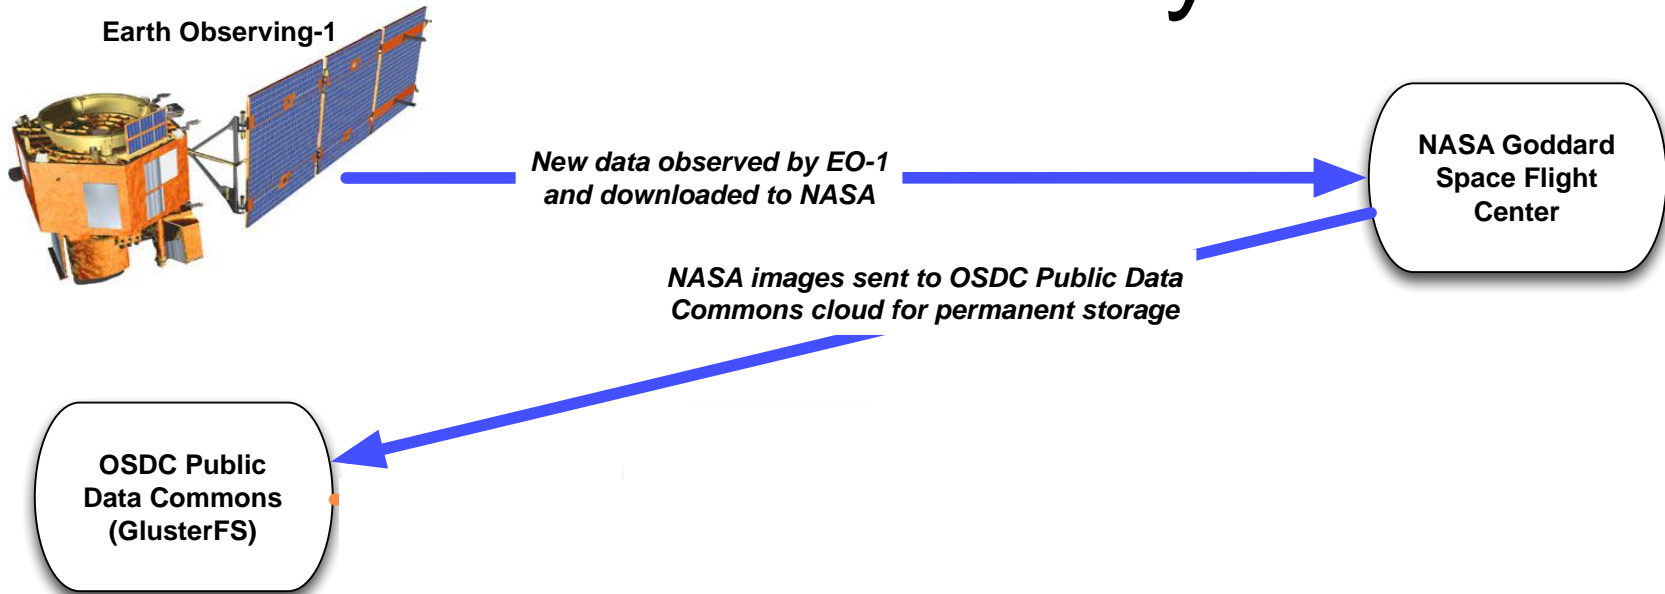 Earth Observing-1
New data observed by EO-1
and downloaded to NASA
NASA Goddard
Space Flight
Center
NASA images sent to OSDC Public Data
Commons cloud for permanent storage
OSDC Public
Data Commons
(GlusterFS)